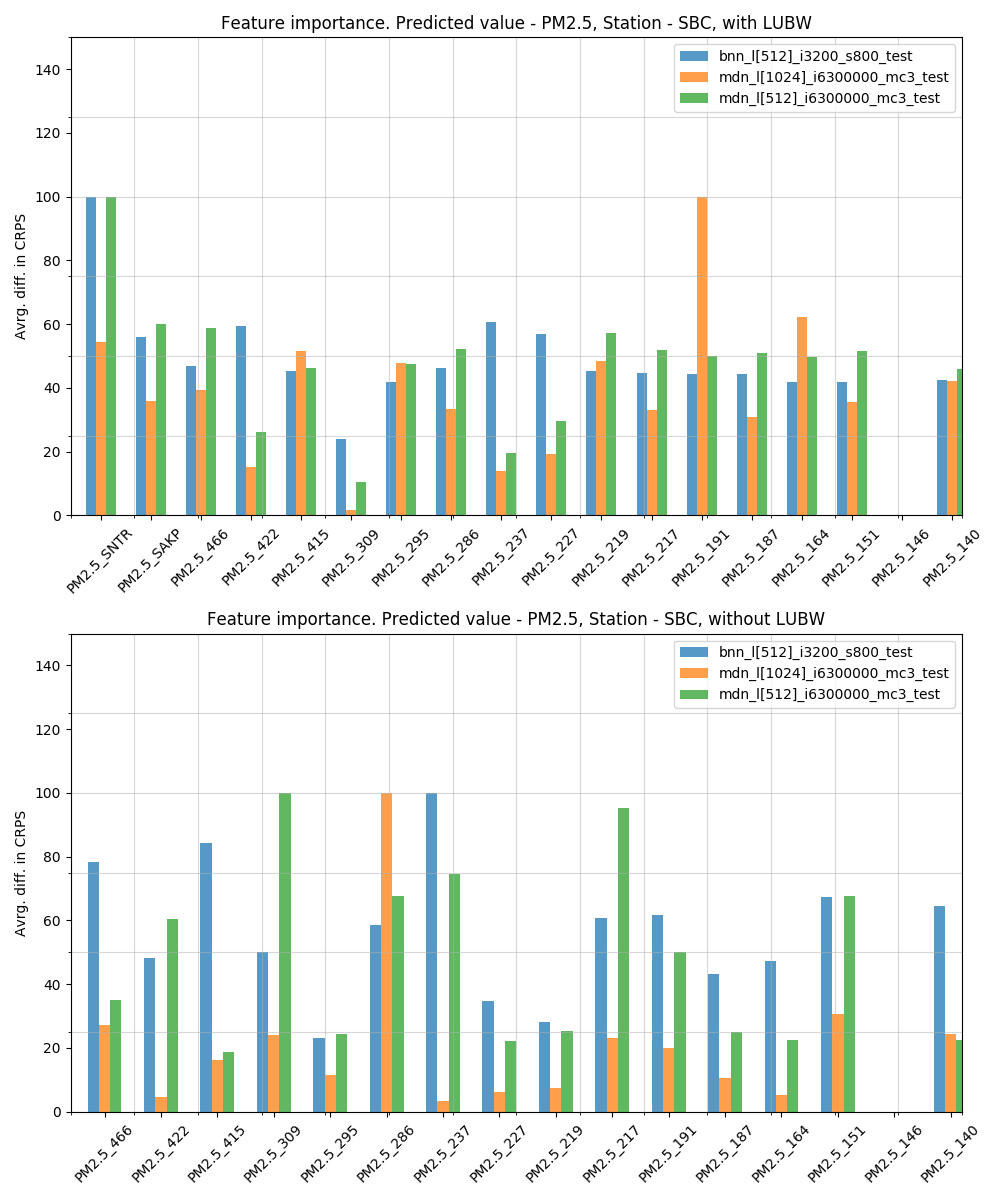 Feature importance. Predicted value - PM2.5, Station - SBC, with LUBW
bnn_l[512]_i3200_s800_test
mdn_l[1024]_i6300000_mc3_test
mdn_l[512]_i6300000_mc3_test
Avrg. diff. in CRPS
140
120
100
80
60
40
20
0
PM2.5_SNTR
PM2.5_SAKP
PM2.5_466
PM2.5_422
PM2.5_415
PM2.5_309
PM2.5_295
PM2.5_286
PM2.5_237
PM2.5_227
PM2.5_219
PM2.5_217
PM2.5_191
PM2.5_187
PM2.5_164
PM2.5_151
PM2.5_146
PM2.5_140
Feature importance. Predicted value - PM2.5, Station - SBC, without LUBW
bnn_l[512]_i3200_s800_test
mdn_l[1024]_i6300000_mc3_test
mdn_l[512]_i6300000_mc3_test
Avrg. diff. in CRPS
140
120
100
80
60
40
20
0
PM2.5_466
PM2.5_422
PM2.5_415
PM2.5_309
PM2.5_295
PM2.5_286
PM2.5_237
PM2.5_227
PM2.5_219
PM2.5_217
PM2.5_191
PM2.5_187
PM2.5_164
PM2.5_151
PM2.5_146
PM2.5_140